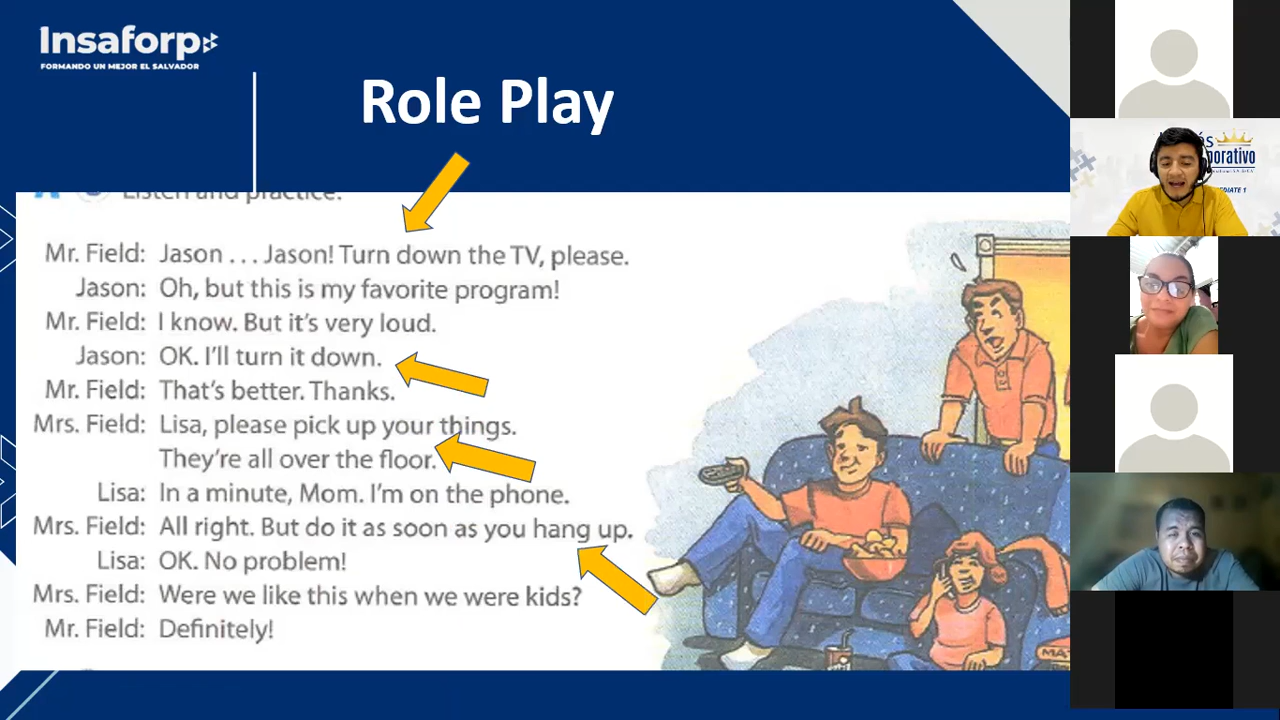 Insaforp
FORMANDO UN MEJOR EL SALVADOR
Role Play
Listen and practice.
Mr. Field: Jason . . . Jason! Turn down the TV, please.
Jason: Oh, but this is my favorite program!
Mr. Field: I know. But it's very loud.
Jason: OK. I'll turn it down.
Mr. Field: That's better. Thanks.
Mrs. Field: Lisa, please pick up your things.
They're all over the floor.
Lisa: In a minute, Mom. I'm on the phone.
Mrs. Field: All right. But do it as soon as you hang up.
Lisa: OK. No problem!
Mrs. Field: Were we like this when we were kids?
Mr. Field: Definitely!